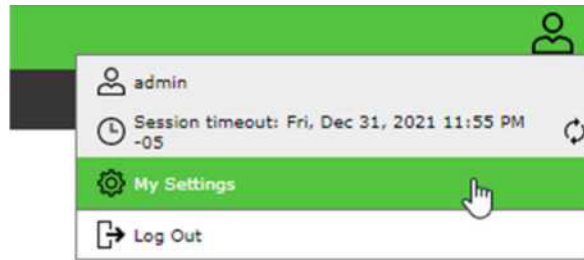 admin
Session timeout: Fri, Dec 31, 2021 11:55 PM
-05
My Settings
Log Out